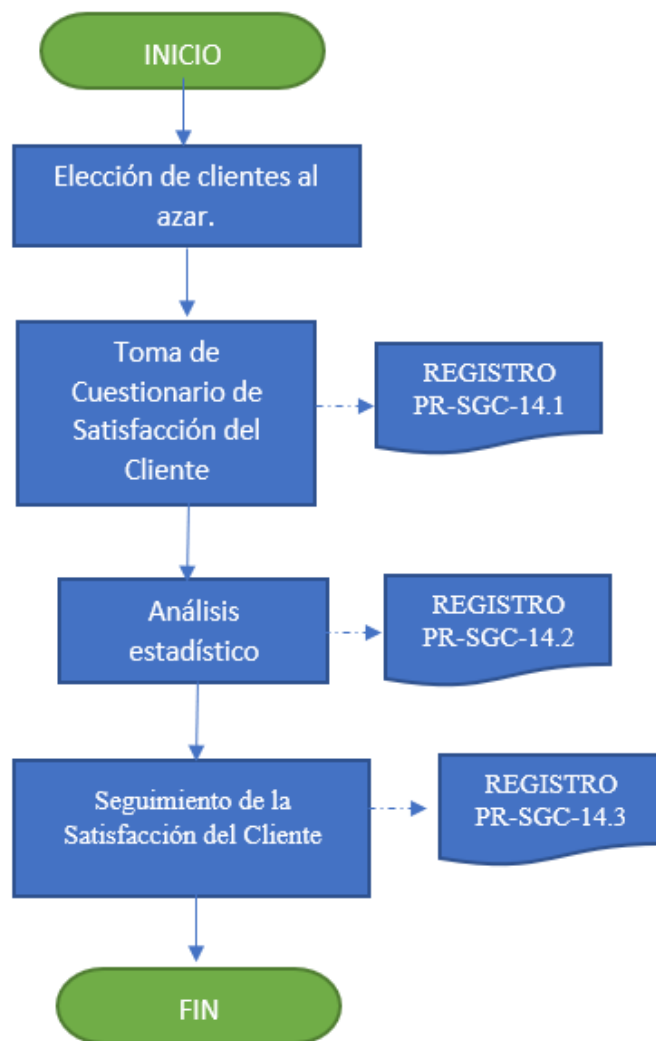 INICIO
Elección de clientes al
azar.
Toma de
Cuestionario de
Satisfacción del
Cliente
REGISTRO
PR-SGC-14.1
Análisis
estadístico
REGISTRO
PR-SGC-14.2
Seguimiento de la
Satisfacción del Cliente
REGISTRO
PR-SGC-14.3
FIN